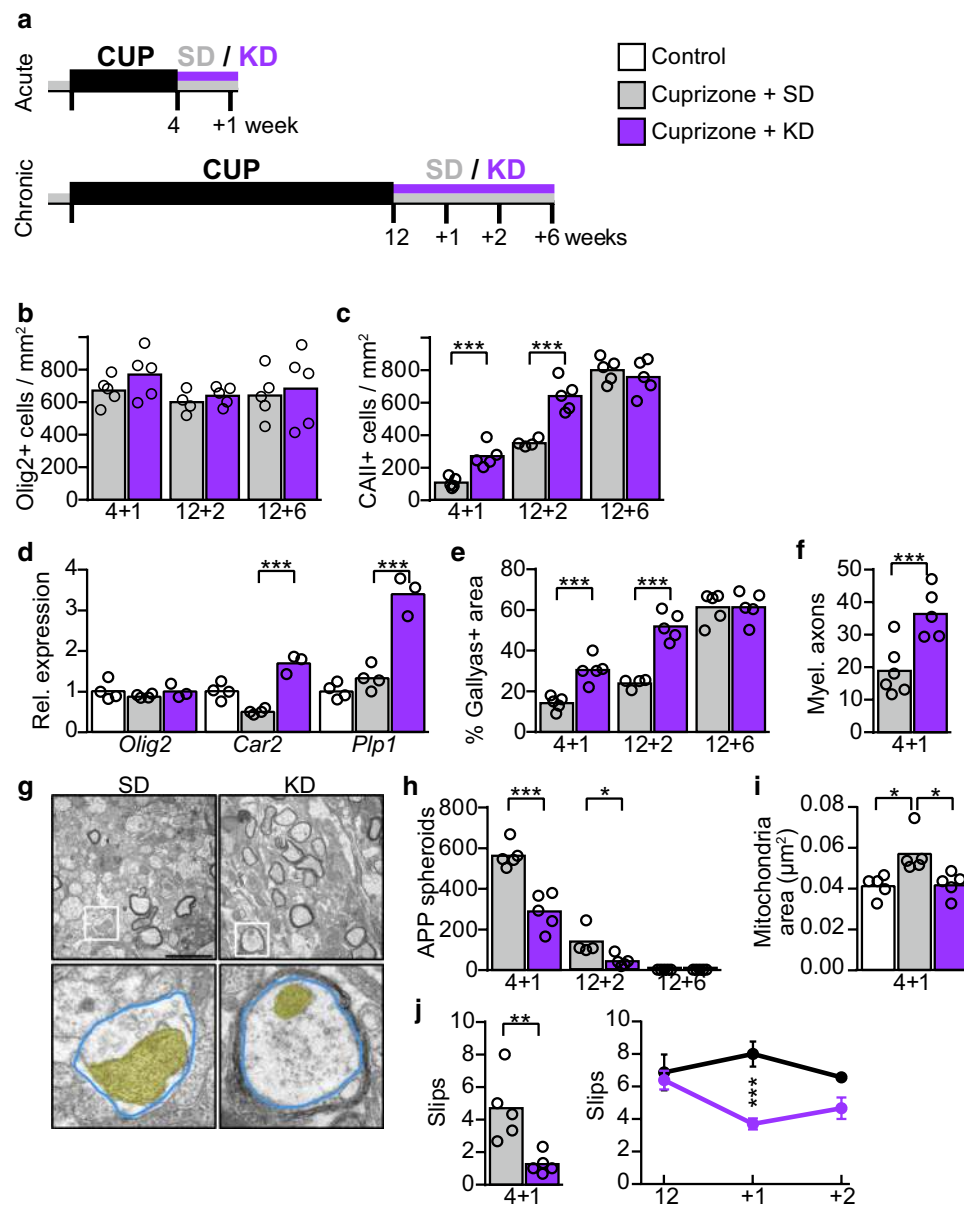 a
Acute
CUP SD / KD
4 +1 week
Chronic
CUP SD / KD
12 +1 +2 +6 weeks
Control
Cuprizone + SD
Cuprizone + KD
b
Olig2+ cells / mm²
800
600
400
200
0
4+1 12+2 12+6
c
CAII+ cells / mm²
*** ***
800
600
400
200
0
4+1 12+2 12+6
d
Rel. expression
*** ***
4
2
1
0
Olig2 Car2 Plp1
e
% Gallyas+ area
*** ***
80
60
40
20
0
4+1 12+2 12+6
f
Myel. axons
***
50
40
30
20
10
0
4+1
g
SD KD
h
APP spheroids
*** *
800
600
400
200
0
4+1 12+2 12+6
i
Mitochondria
area (µm²)
* *
0.08
0.06
0.04
0.02
0.00
4+1
j
Slips
**
10
8
6
4
2
0
4+1
Slips
***
10
8
6
4
2
0
12 +1 +2